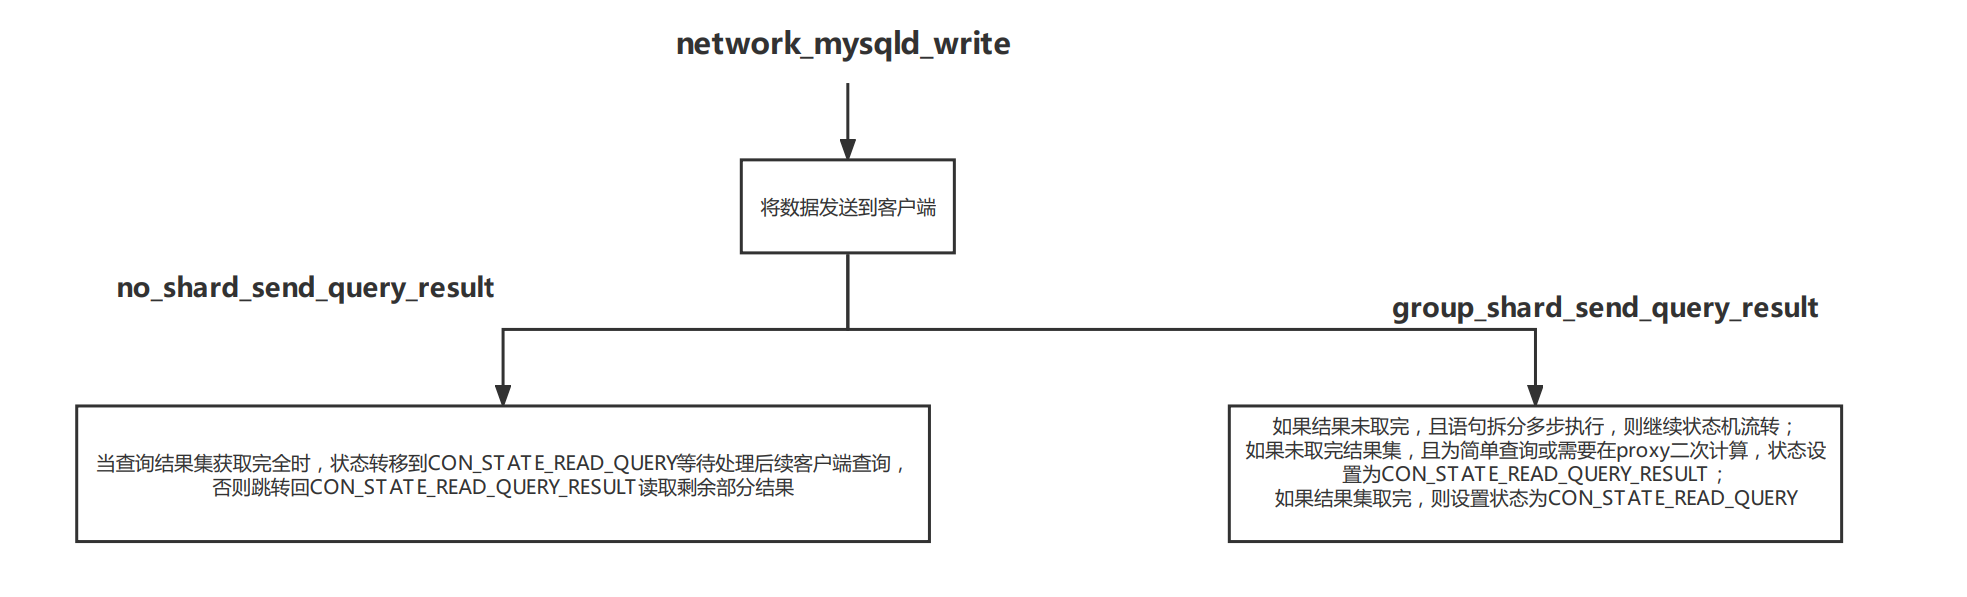 network_mysqld_write
将数据发送到客户端
no_shard_send_query_result
group_shard_send_query_result
当查询结果集获取完全时，状态转移到CON_STATE_READ_QUERY等待处理后续客户端查询，
否则跳转回CON_STATE_READ_QUERY_RESULT读取剩余部分结果
如果结果未取完，且语句拆分多步执行，则继续状态机流转；
如果未取完结果集，且为简单查询或需要在proxy二次计算，状态设
置为CON_STATE_READ_QUERY_RESULT；
如果结果集取完，则设置状态为CON_STATE_READ_QUERY